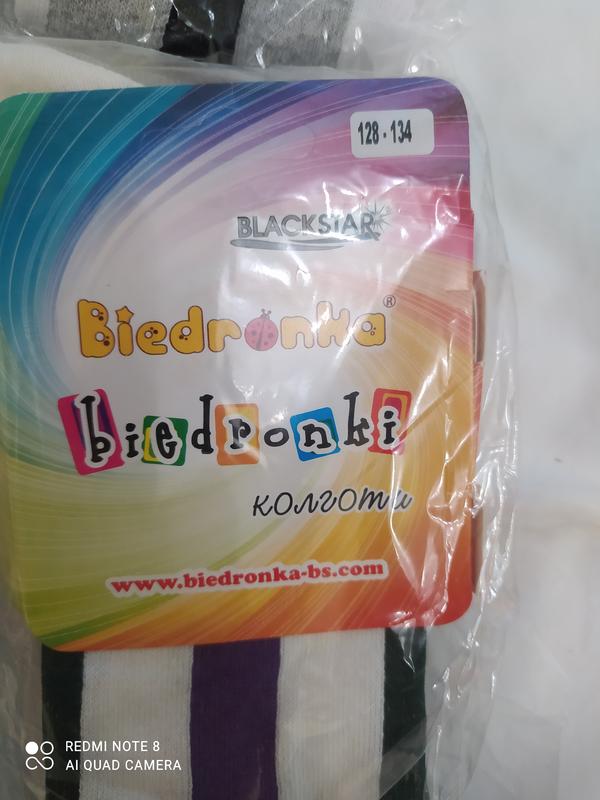 128-134
BLACKSTAR
Biedronka®
biedronki
колготи
www.biedronka-bs.com
REDMI NOTE 8
AI QUAD CAMERA